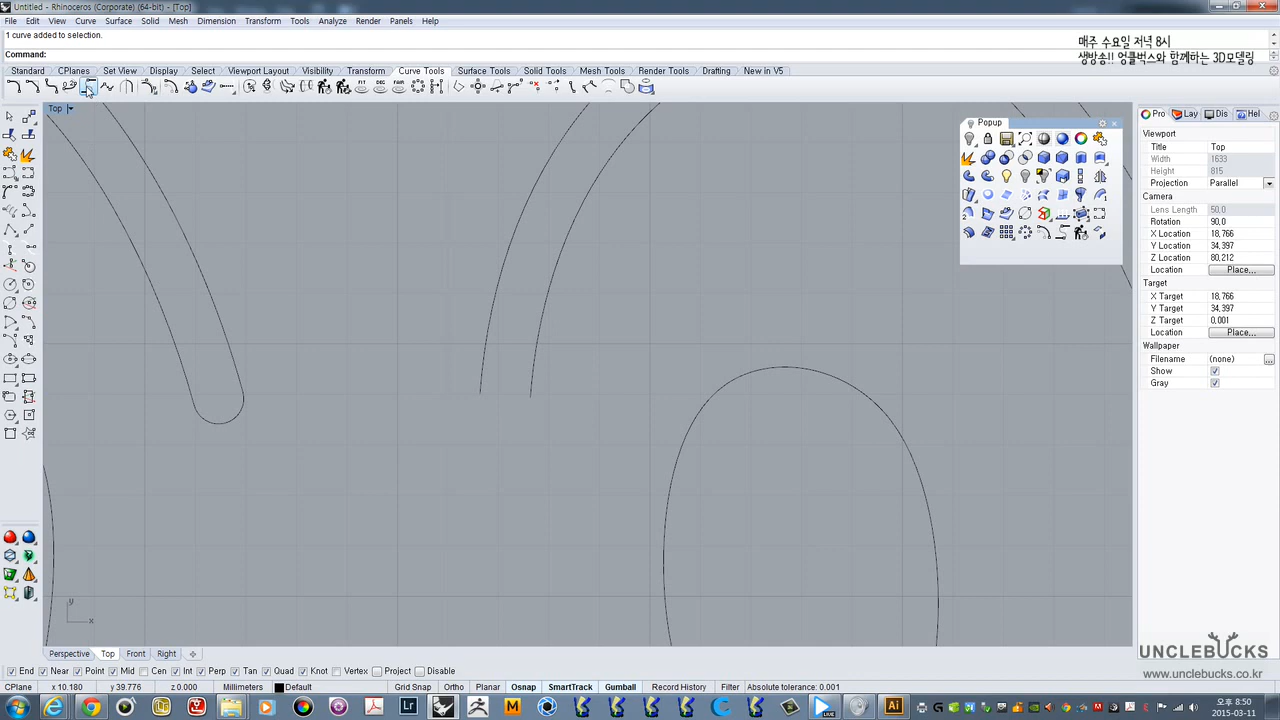 Untitled - Rhinoceros (Corporate) (64-bit) - [Top]
File Edit View Curve Surface Solid Mesh Dimension Transform Tools Analyze Render Panels Help
1 curve added to selection.
Command:
매주 수요일 저녁 8시
생방송!! 엉클벅스와 함께하는 3D모델링
Standard CPlanes Set View Display Select Viewport Layout Visibility Transform Curve Tools Surface Tools Solid Tools Mesh Tools Render Tools Drafting New in V5
Top
Popup
Pro Lay Dis Hel
Viewport
Title Top
Width 1633
Height 815
Projection Parallel
Camera
Lens Length 50,0
Rotation 90,0
X Location 18,766
Y Location 34,397
Z Location 80,212
Location Place...
Target
X Target 18,766
Y Target 34,397
Z Target 0,001
Location Place...
Wallpaper
Filename (none)
Show
Gray
y
x
Perspective Top Front Right
End Near Point Mid Cen Int Perp Tan Quad Knot Vertex Project Disable
CPlane x 10.180 y 39.776 z 0.000 Millimeters Default Grid Snap Ortho Planar Osnap SmartTrack Gumball Record History Filter Absolute tolerance: 0.001
UNCLEBUCKS
www.unclebucks.co.kr
Lr
Ai
오후 8:50
2015-03-11